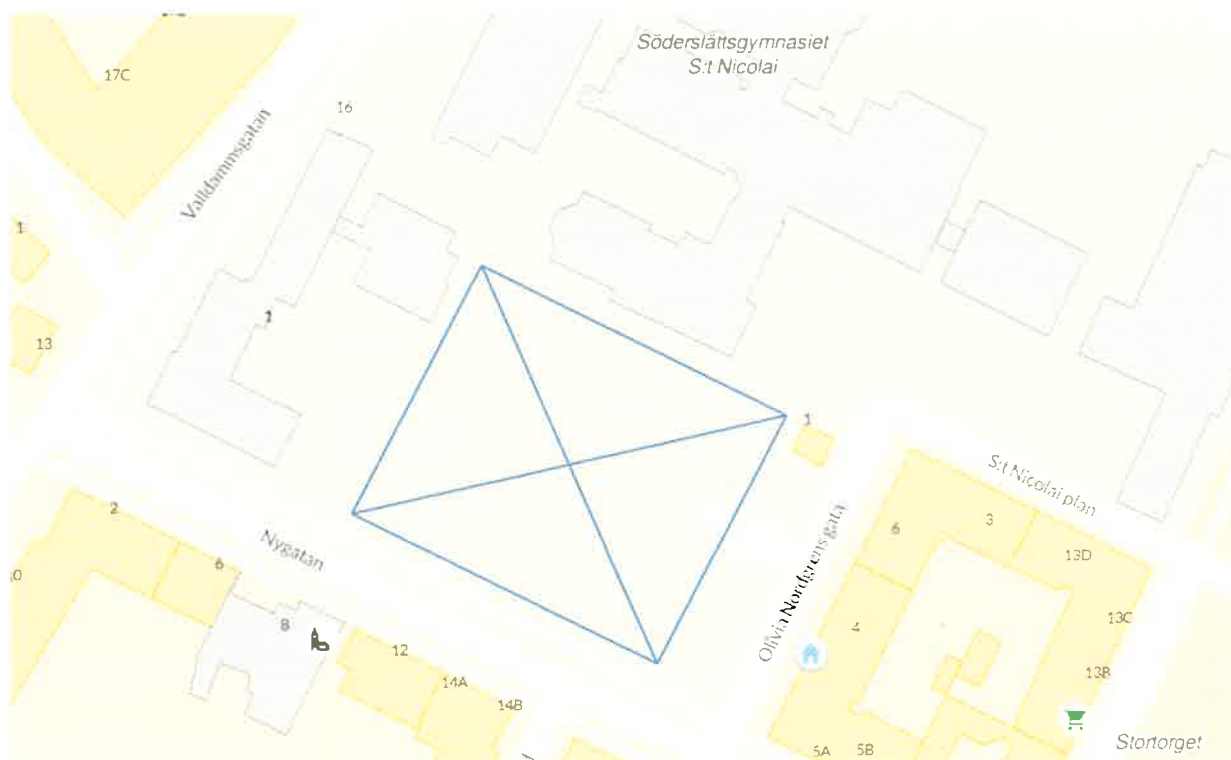 Söderslättsgymnasiet
S:t Nicolai
17C
16
Valldammsgatan
1
1
13
1
S:t Nicolai plan
2
Nygatan
6
8
12
14A
14B
Olivia Nordgrens gata
6
3
13D
4
13C
13B
5A
5B
Stortorget
0